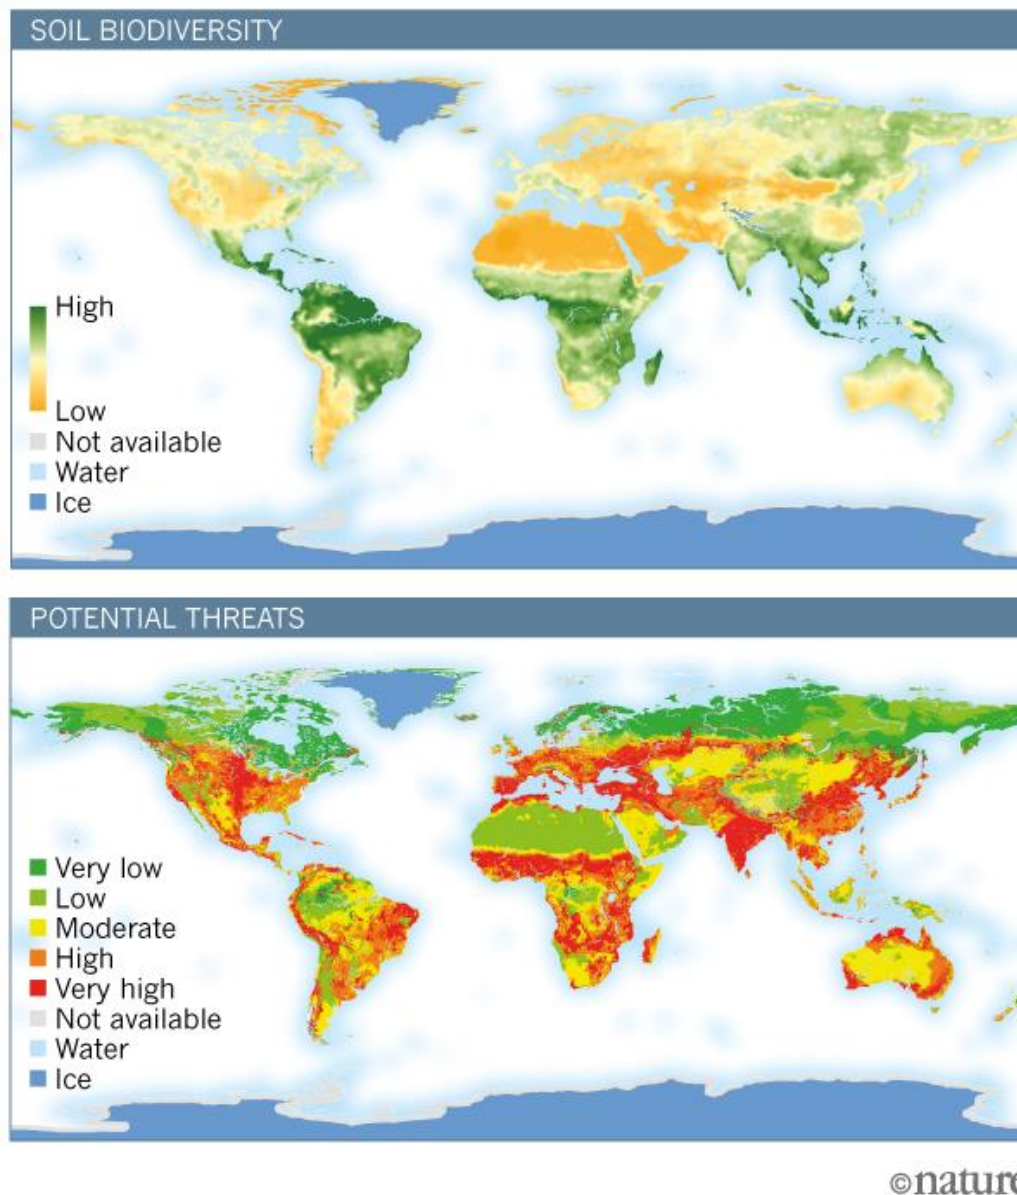 SOIL BIODIVERSITY
High
Low
Not available
Water
Ice
POTENTIAL THREATS
Very low
Low
Moderate
High
Very high
Not available
Water
Ice
©nature